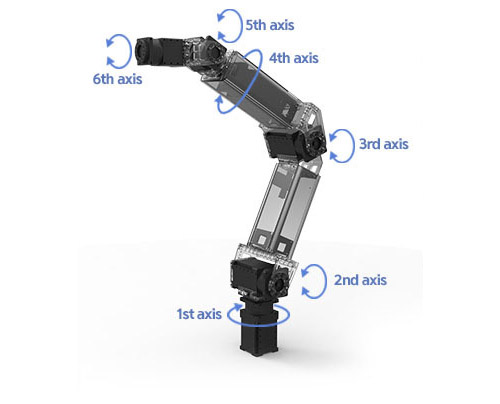 5th axis
4th axis
6th axis
3rd axis
2nd axis
1st axis